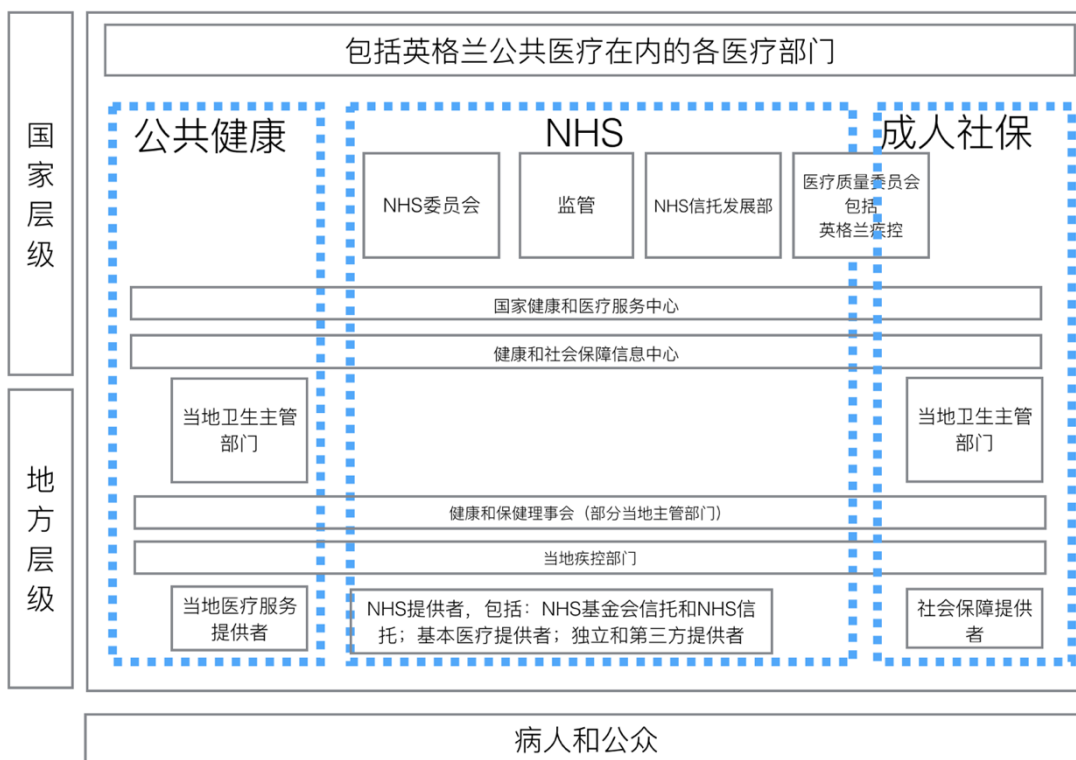 包括英格兰公共医疗在内的各医疗部门
国家层级
公共健康
NHS
成人社保
NHS委员会
监管
NHS信托发展部
医疗质量委员会
包括
英格兰疾控
国家健康和医疗服务中心
健康和社会保障信息中心
地方层级
当地卫生主管
部门
当地卫生主管
部门
健康和保健理事会（部分当地主管部门）
当地疾控部门
当地医疗服务
提供者
NHS提供者，包括：NHS基金会信托和NHS信
托；基本医疗提供者；独立和第三方提供者
社会保障提供
者
病人和公众